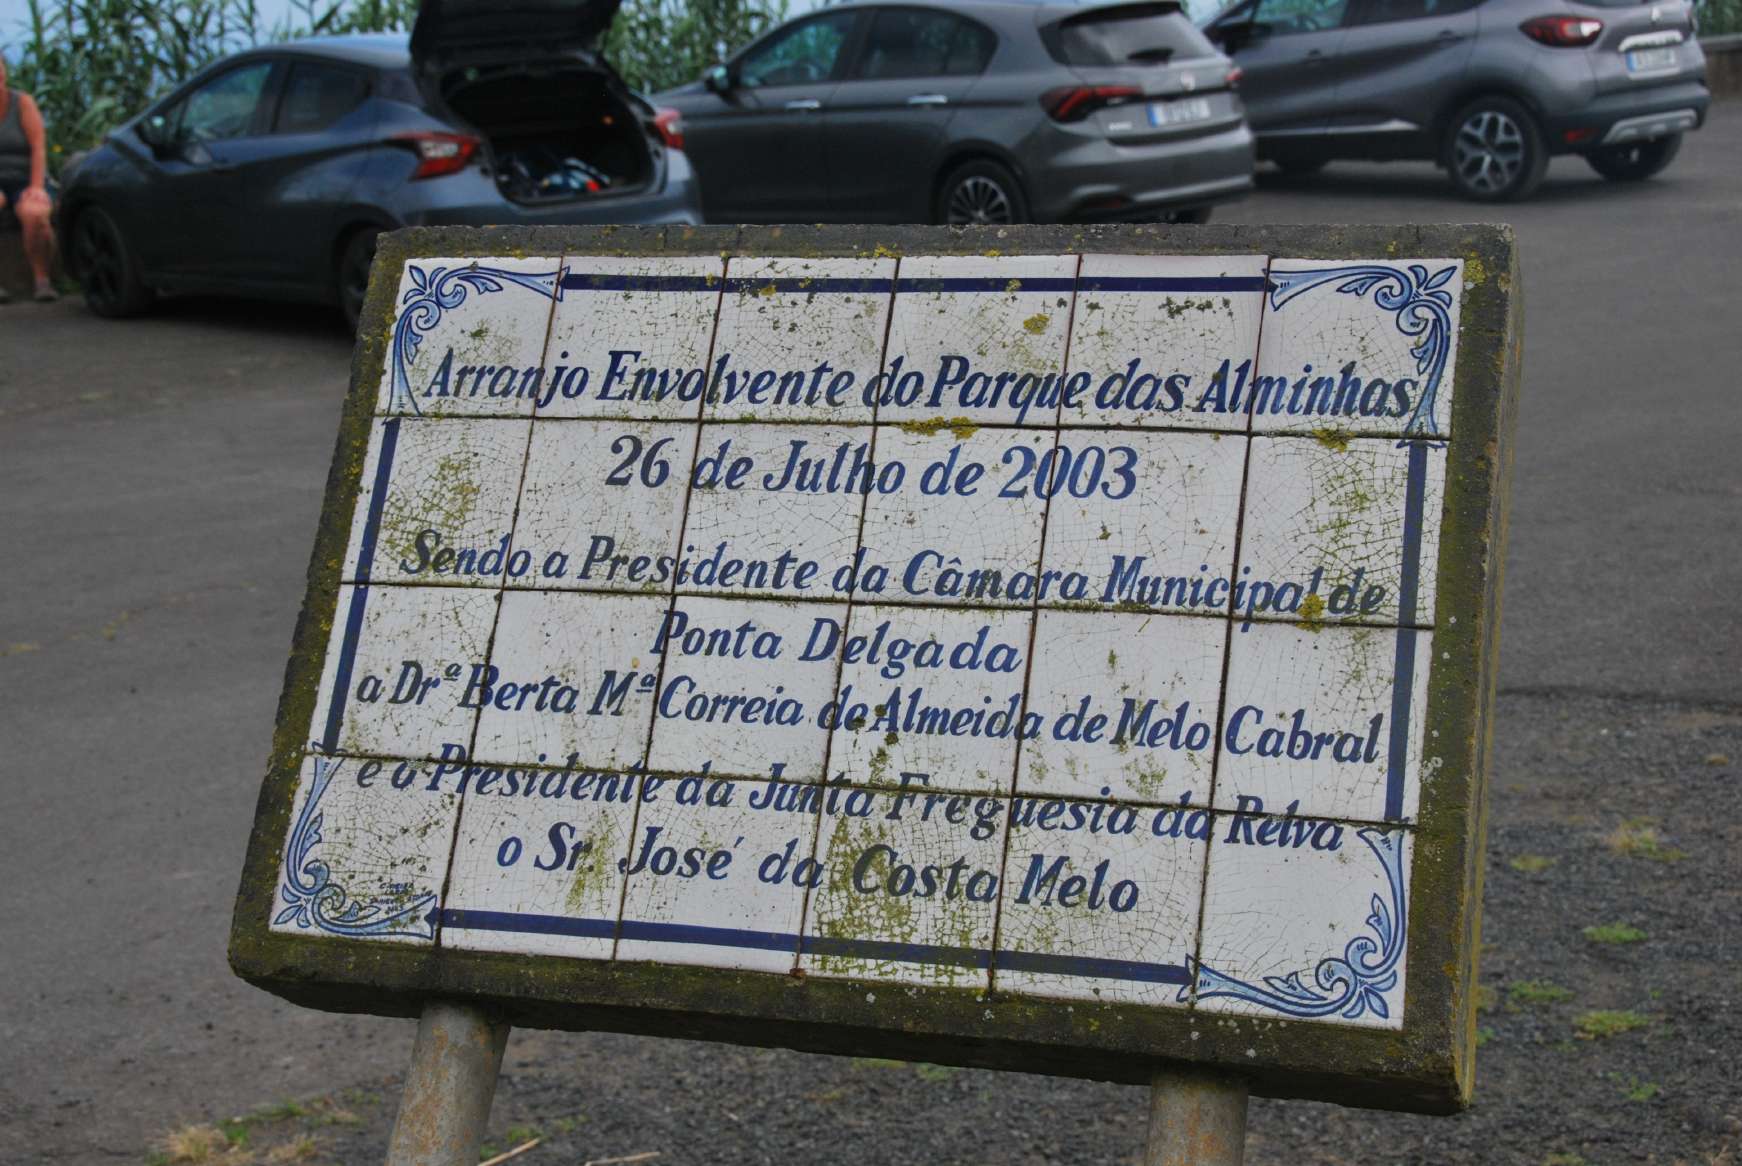 Arranjo Envolvente do Parque das Alminhas
26 de Julho de 2003
Sendo a Presidente da Câmara Municipal de
Ponta Delgada
a Drª Berta Mª Correia de Almeida de Melo Cabral
e o Presidente da Junta Freguesia da Relva
o Sr. José da Costa Melo